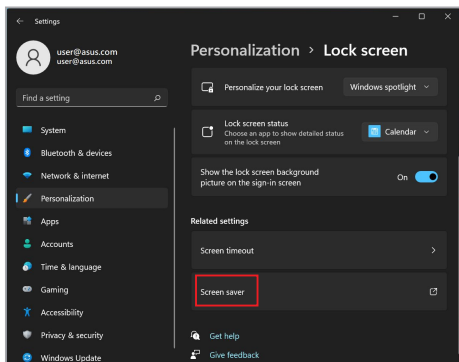 Settings
user@asus.com
user@asus.com
Find a setting
System
Bluetooth & devices
Network & internet
Personalization
Apps
Accounts
Time & language
Gaming
Accessibility
Privacy & security
Windows Update
Personalization > Lock screen
Personalize your lock screen
Windows spotlight
Lock screen status
Choose an app to show detailed status
on the lock screen
Calendar
Show the lock screen background
picture on the sign-in screen
On
Related settings
Screen timeout
Screen saver
Get help
Give feedback